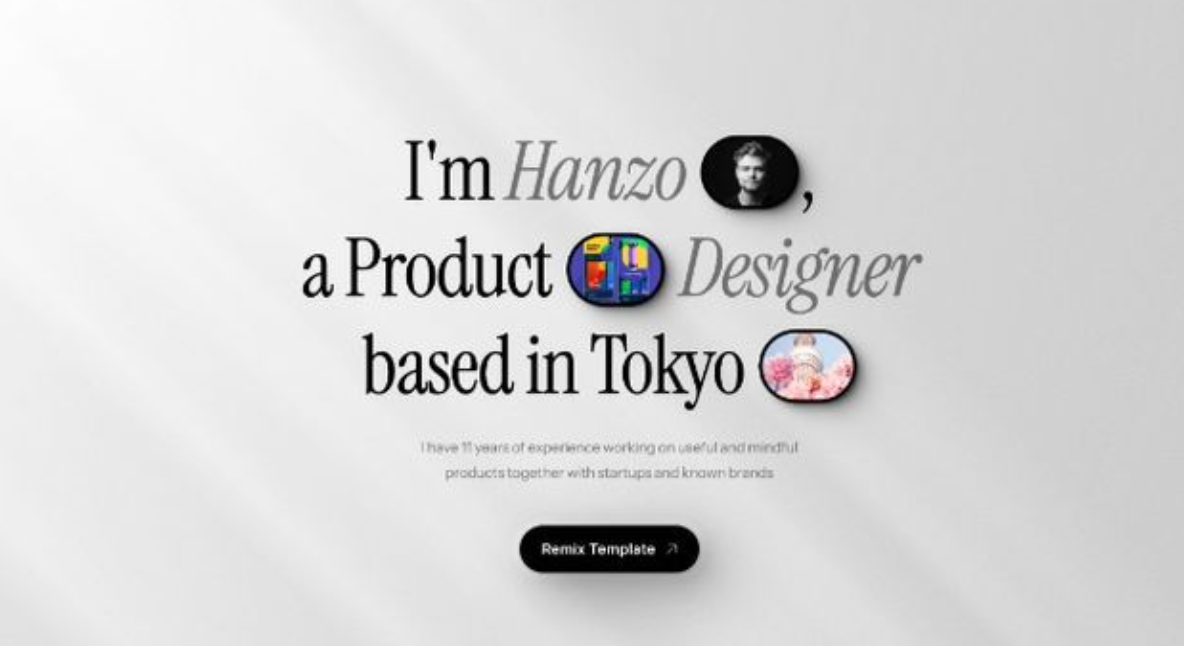 I'm Hanzo ,
a Product Designer
based in Tokyo
I have 11 years of experience working on useful and mindful
products together with startups and known brands
Remix Template ↗